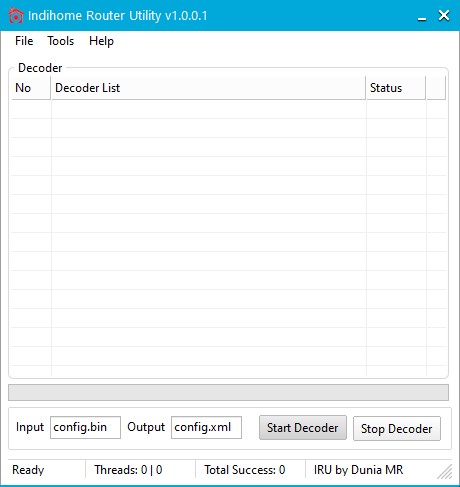 Indihome Router Utility v1.0.0.1
File Tools Help
Decoder
No Decoder List Status
Input config.bin Output config.xml Start Decoder Stop Decoder
Ready Threads: 0 | 0 Total Success: 0 IRU by Dunia MR